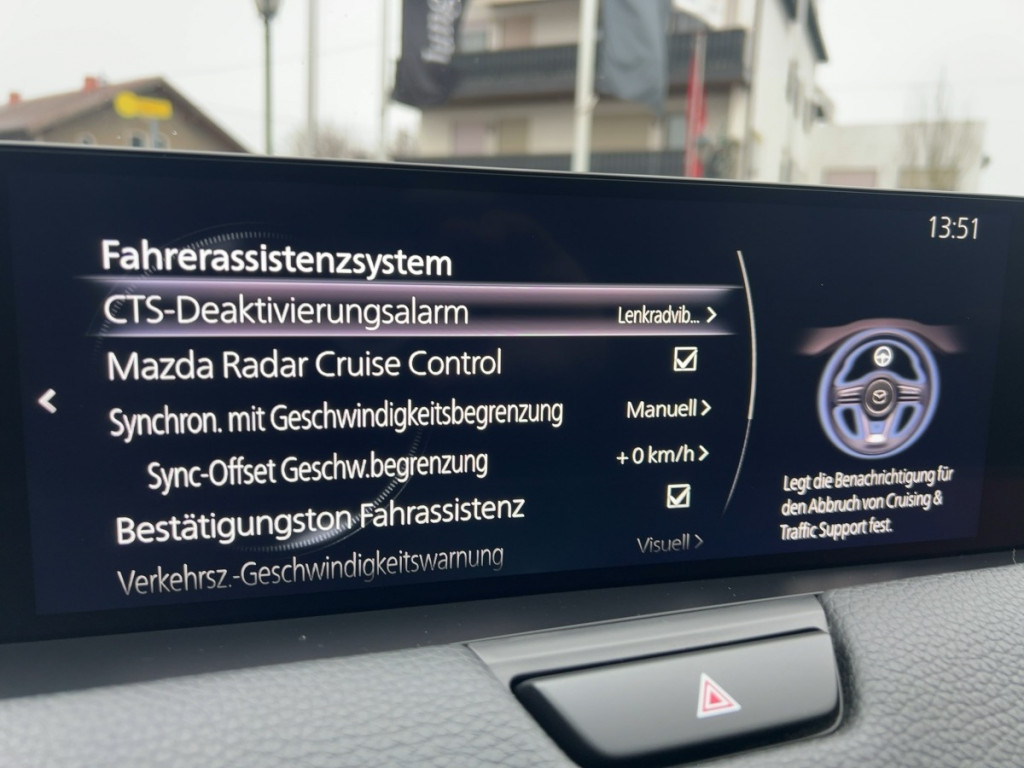 13:51
Fahrerassistenzsystem
CTS-Deaktivierungsalarm Lenkradvib... >
Mazda Radar Cruise Control
Synchron. mit Geschwindigkeitsbegrenzung Manuell >
Sync-Offset Geschw.begrenzung + 0 km/h >
Bestätigungston Fahrassistenz
Verkehrsz.-Geschwindigkeitswarnung Visuell >
Legt die Benachrichtigung für
den Abbruch von Cruising &
Traffic Support fest.